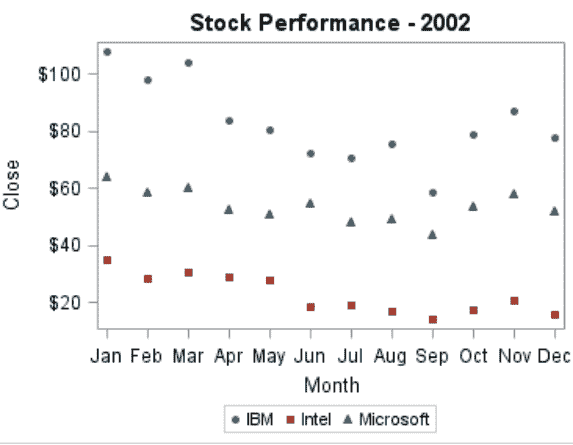 Stock Performance - 2002
Close
$100
$80
$60
$40
$20
Jan Feb Mar Apr May Jun Jul Aug Sep Oct Nov Dec
Month
IBM Intel Microsoft